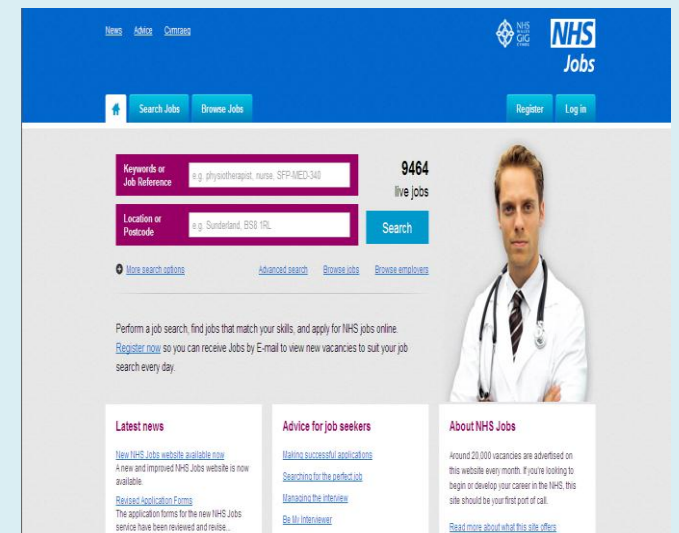 News Advice Cymraeg
NHS
GIG
NHS
Jobs
Search Jobs Browse Jobs Register Log in
Keywords or
Job Reference
e.g. physiotherapist, nurse, SFP-MED-340
9464
live jobs
Location or
Postcode
e.g. Sunderland, BS8 1RL
Search
More search options Advanced search Browse jobs Browse employers
Perform a job search, find jobs that match your skills, and apply for NHS jobs online.
Register now so you can receive Jobs by E-mail to view new vacancies to suit your job
search every day.
Latest news
New NHS Jobs website available now
A new and improved NHS Jobs website is now
available.
Revised Application Forms
The application forms for the new NHS Jobs
service have been reviewed and revise...
Advice for job seekers
Making successful applications
Searching for the perfect job
Managing the interview
Be My Interviewer
About NHS Jobs
Around 20,000 vacancies are advertised on
this website every month. If you're looking to
begin or develop your career in the NHS, this
site should be your first port of call.
Read more about what this site offers